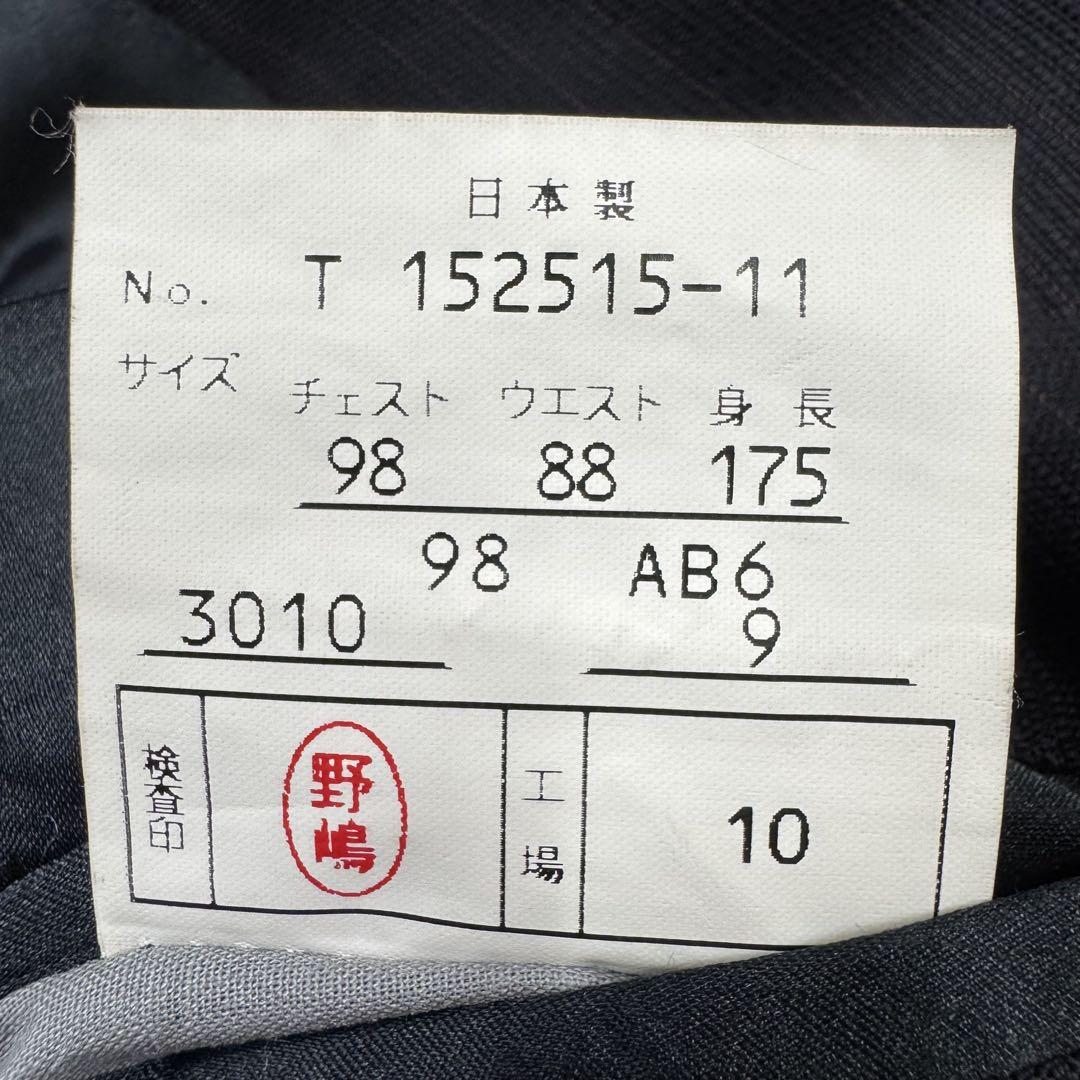 日本製
No. T 152515-11
サイズ
チェスト ウエスト 身長
98 88 175
98 AB6
3010 9
検査印 野嶋 工場 10